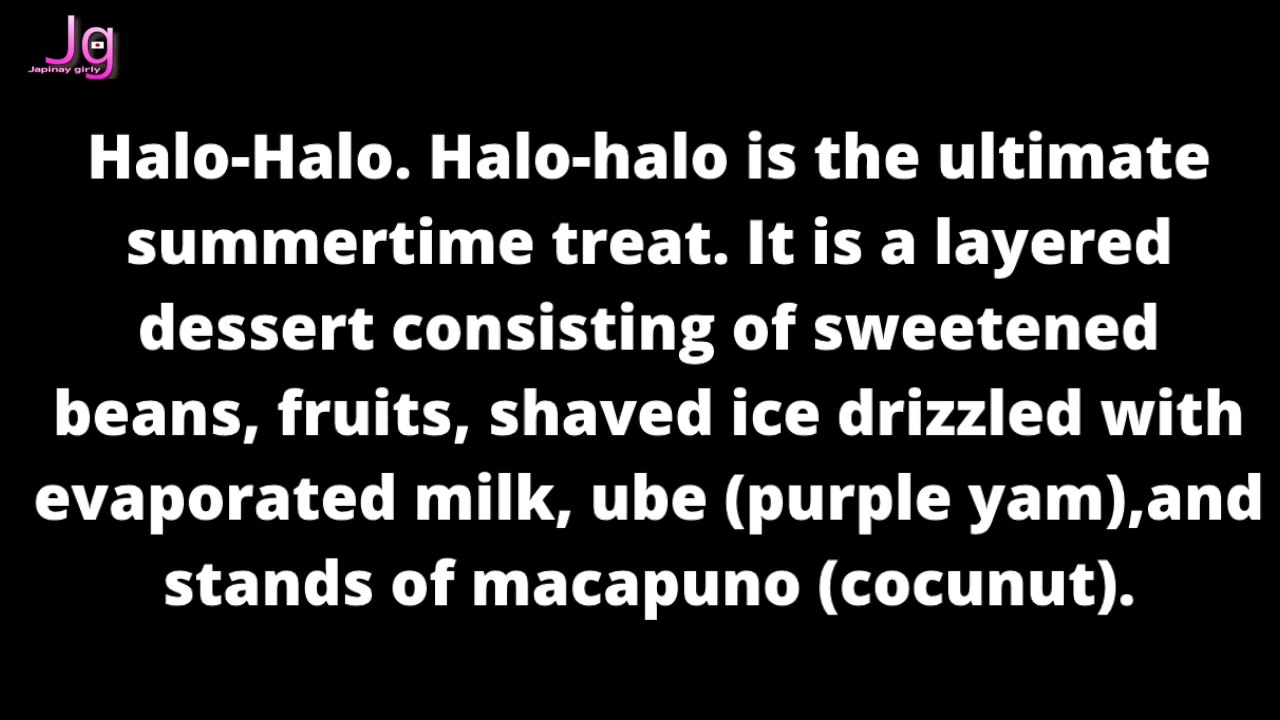 Jg
Japinay girly
Halo-Halo. Halo-halo is the ultimate
summertime treat. It is a layered
dessert consisting of sweetened
beans, fruits, shaved ice drizzled with
evaporated milk, ube (purple yam),and
stands of macapuno (cocunut).